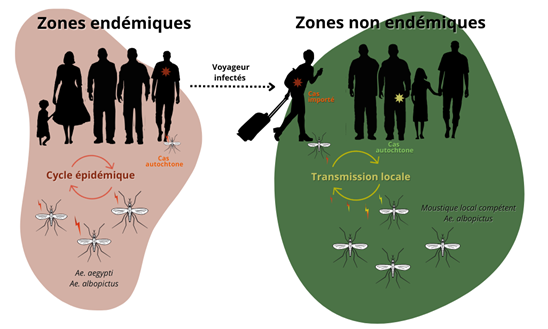 Zones endémiques
Zones non endémiques
Voyageur
infectés
Cas
importé
Cas
autochtone
Cas
autochtone
Cycle épidémique
Transmission locale
Moustique local compétent
Ae. albopictus
Ae. aegypti
Ae. albopictus